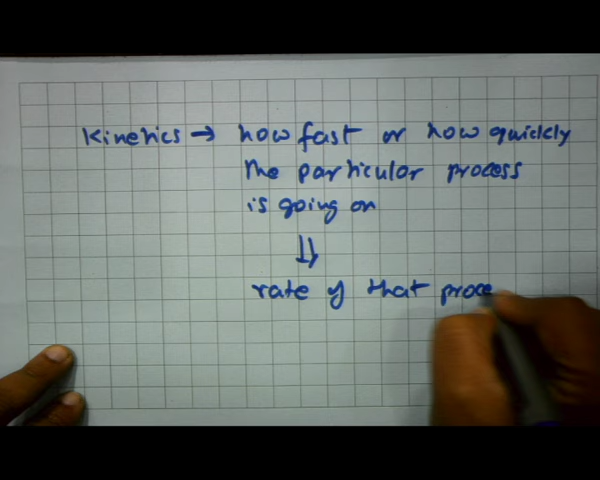 Kinetics → how fast or how quickly
the particular process
is going on
⇓
rate of that proce